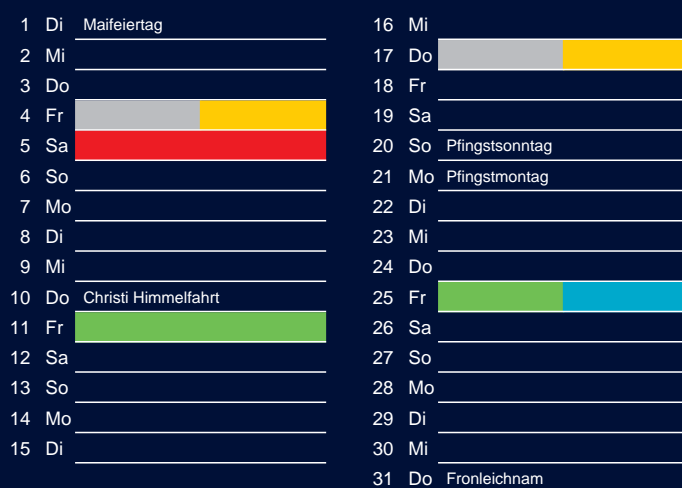 1 Di Maifeiertag
2 Mi
3 Do
4 Fr
5 Sa
6 So
7 Mo
8 Di
9 Mi
10 Do Christi Himmelfahrt
11 Fr
12 Sa
13 So
14 Mo
15 Di
16 Mi
17 Do
18 Fr
19 Sa
20 So Pfingstsonntag
21 Mo Pfingstmontag
22 Di
23 Mi
24 Do
25 Fr
26 Sa
27 So
28 Mo
29 Di
30 Mi
31 Do Fronleichnam